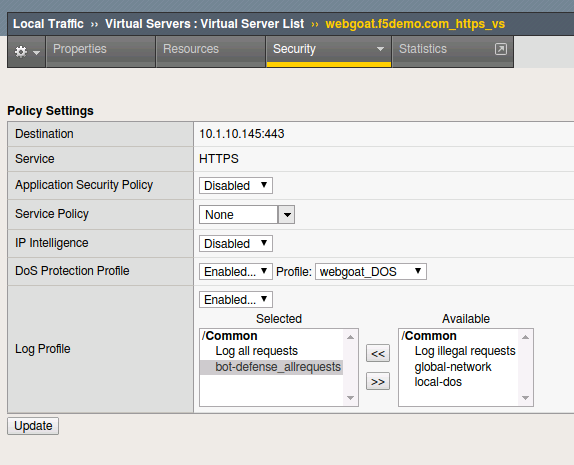 Local Traffic ›› Virtual Servers : Virtual Server List ›› webgoat.f5demo.com_https_vs
Properties Resources Security Statistics
Policy Settings
Destination 10.1.10.145:443
Service HTTPS
Application Security Policy Disabled
Service Policy None
IP Intelligence Disabled
DoS Protection Profile Enabled... Profile: webgoat_DOS
Enabled...
Selected Available
/Common /Common
Log all requests Log illegal requests
Log Profile bot-defense_allrequests << global-network
>> local-dos
Update